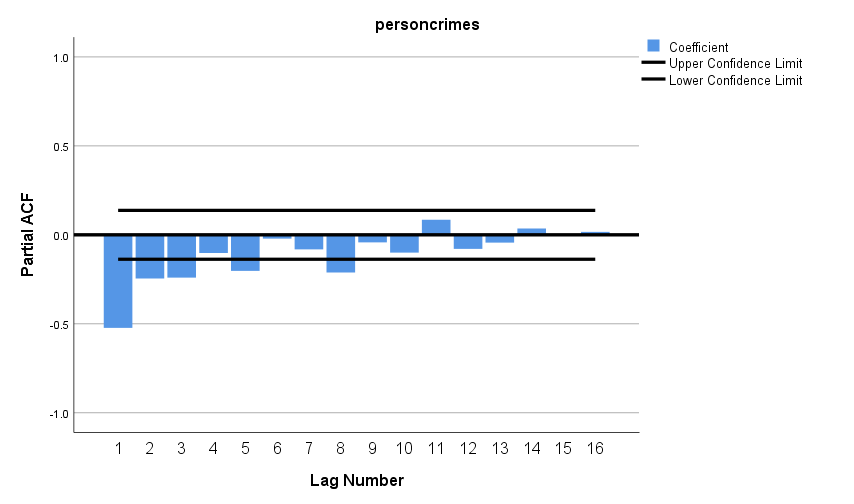 personcrimes
Coefficient
Upper Confidence Limit
Lower Confidence Limit
Partial ACF
1.0
0.5
0.0
-0.5
-1.0
1 2 3 4 5 6 7 8 9 10 11 12 13 14 15 16
Lag Number